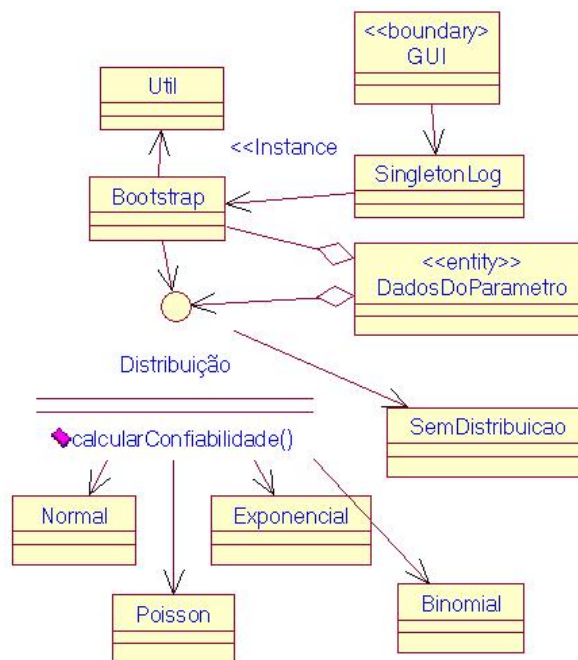 <<boundary>
GUI
Util
<<Instance
SingletonLog
Bootstrap
<<entity>>
DadosDoParametro
Distribuição
calcularConfiabilidade()
SemDistribuicao
Normal
Exponencial
Poisson
Binomial